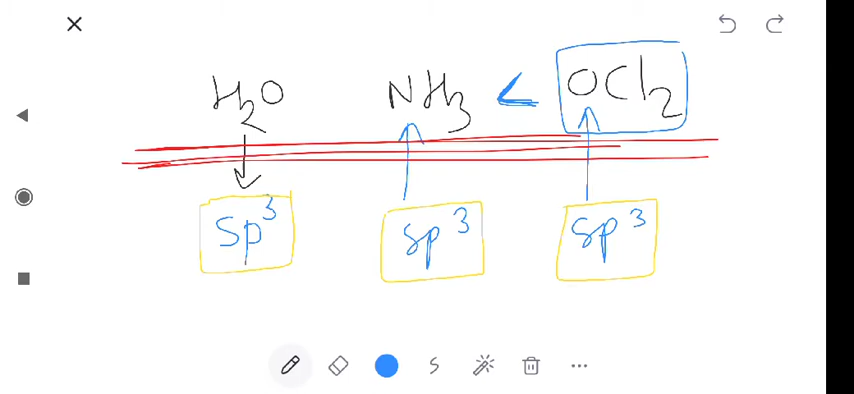 H₂O NH₃ < OCl₂
Sp³ Sp³ Sp³